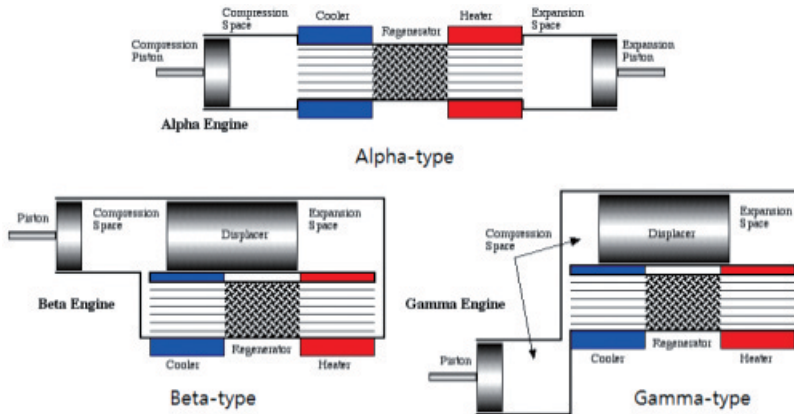 Compression
Space
Cooler
Regenerator
Heater
Expansion
Space
Compression
Piston
Expansion
Piston
Alpha Engine
Alpha-type
Piston
Compression
Space
Displacer
Expansion
Space
Beta Engine
Cooler
Regenerator
Heater
Beta-type
Compression
Space
Displacer
Expansion
Space
Gamma Engine
Piston
Cooler
Regenerator
Heater
Gamma-type